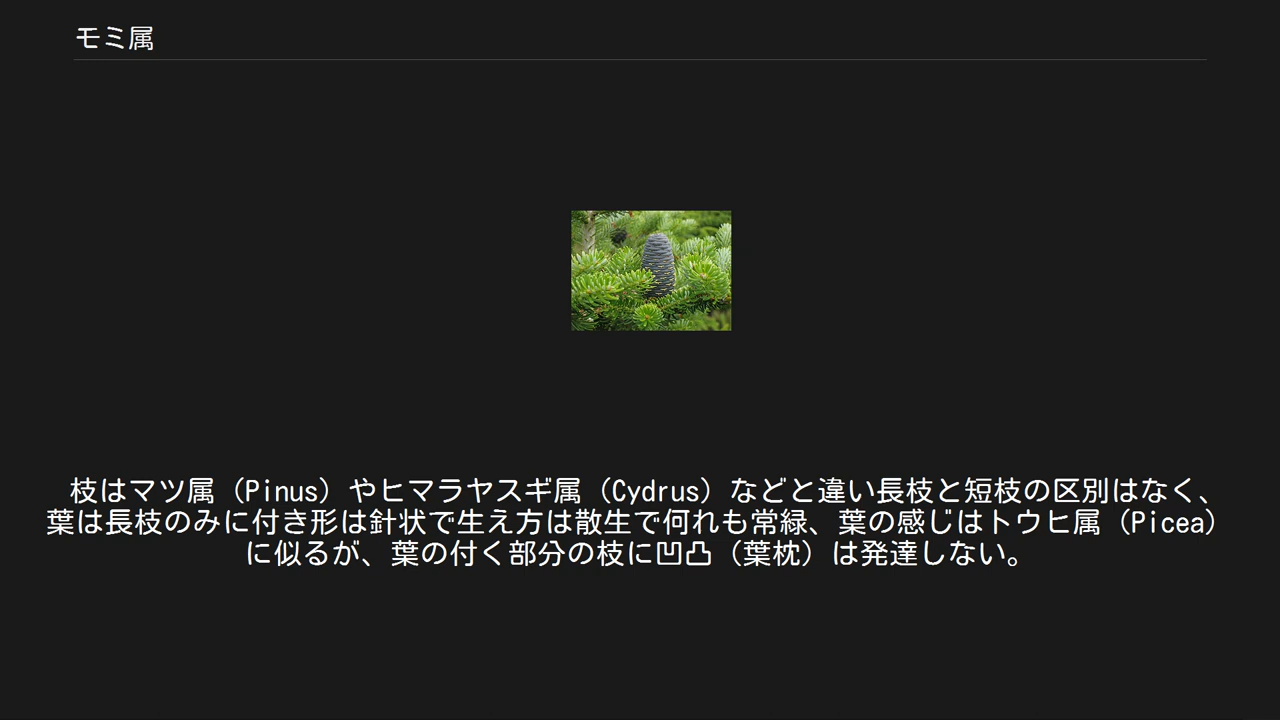 モミ属
枝はマツ属（Pinus）やヒマラヤスギ属（Cydrus）などと違い長枝と短枝の区別はなく、
葉は長枝のみに付き形は針状で生え方は散生で何れも常緑、葉の感じはトウヒ属（Picea）
に似るが、葉の付く部分の枝に凹凸（葉枕）は発達しない。